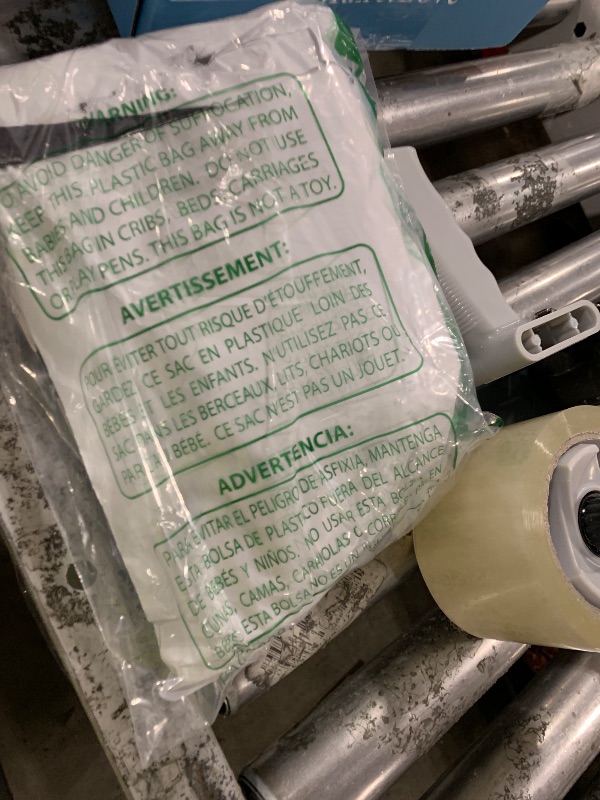 WARNING:
TO AVOID DANGER OF SUFFOCATION,
KEEP THIS PLASTIC BAG AWAY FROM
BABIES AND CHILDREN. DO NOT USE
THIS BAG IN CRIBS, BEDS, CARRIAGES
OR PLAY PENS. THIS BAG IS NOT A TOY.
AVERTISSEMENT:
POUR ÉVITER TOUT RISQUE D'ÉTOUFFEMENT,
GARDEZ CE SAC EN PLASTIQUE LOIN DES
BÉBÉS ET LES ENFANTS. N'UTILISEZ PAS CE
SAC DANS LES BERCEAUX, LITS, CHARIOTS OU
PARC À BÉBÉ. CE SAC N'EST PAS UN JOUET.
ADVERTENCIA:
PARA EVITAR EL PELIGRO DE ASFIXIA, MANTENGA
ESTA BOLSA DE PLASTICO FUERA DEL ALCANCE
DE BEBÉS Y NIÑOS. NO USAR ESTA BOLSA EN
CUNAS, CAMAS, CARRIOLAS O
ESTA BOLSA NO ES UN